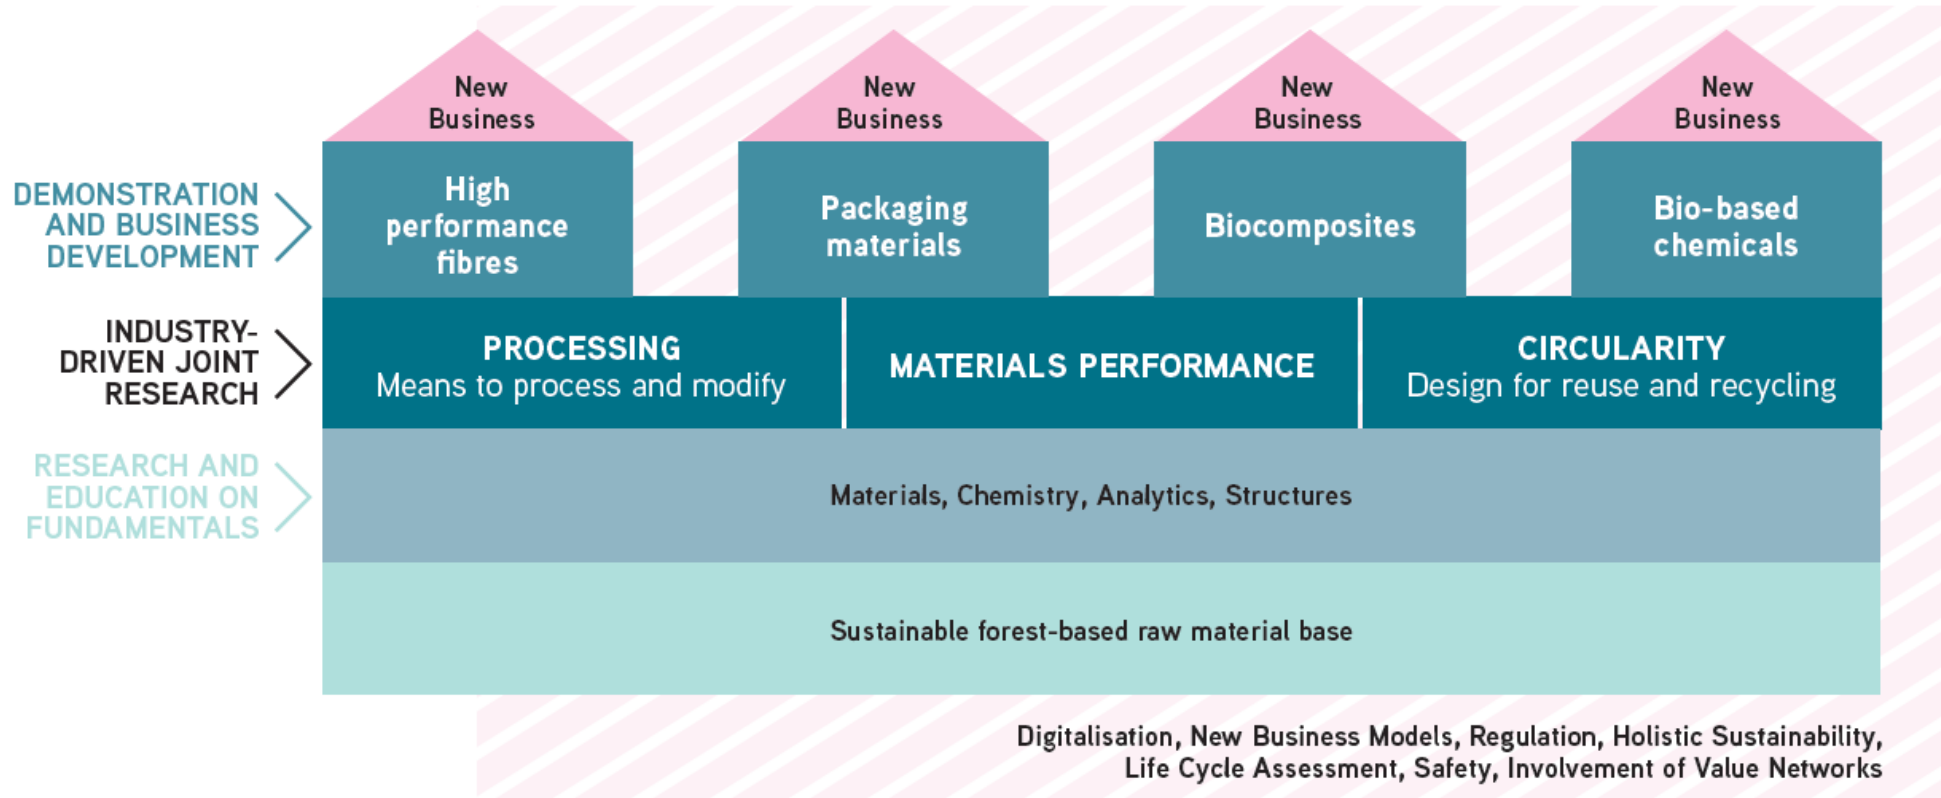 New
Business
New
Business
New
Business
New
Business
DEMONSTRATION
AND BUSINESS
DEVELOPMENT
High
performance
fibres
Packaging
materials
Biocomposites
Bio-based
chemicals
INDUSTRY-
DRIVEN JOINT
RESEARCH
PROCESSING
Means to process and modify
MATERIALS PERFORMANCE
CIRCULARITY
Design for reuse and recycling
RESEARCH AND
EDUCATION ON
FUNDAMENTALS
Materials, Chemistry, Analytics, Structures
Sustainable forest-based raw material base
Digitalisation, New Business Models, Regulation, Holistic Sustainability,
Life Cycle Assessment, Safety, Involvement of Value Networks